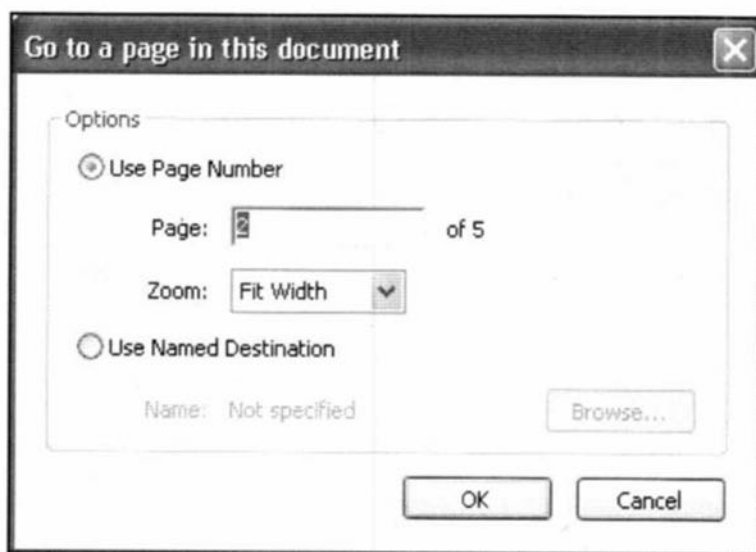 Go to a page in this document
Options
Use Page Number
Page: 2 of 5
Zoom: Fit Width
Use Named Destination
Name: Not specified Browse...
OK Cancel